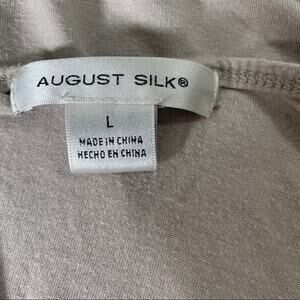 AUGUST SILK®
L
MADE IN CHINA
HECHO EN CHINA